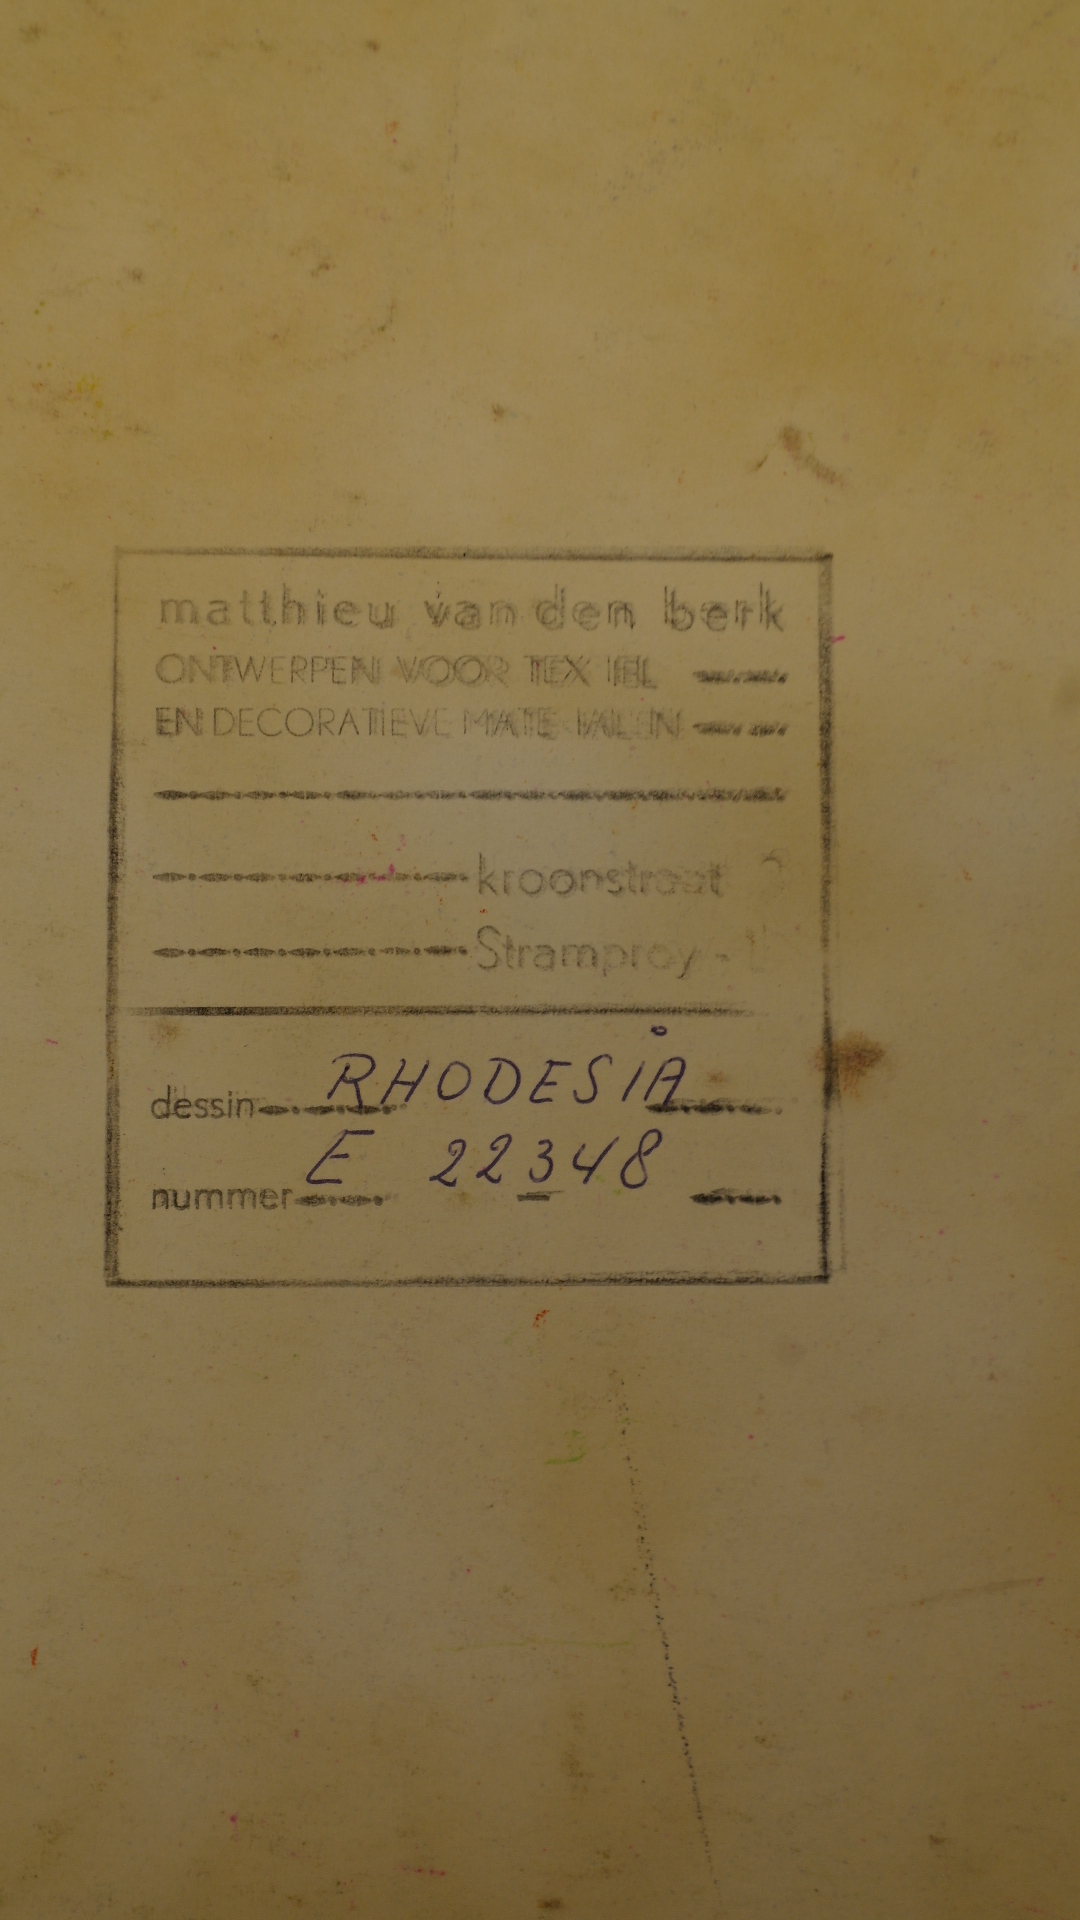 matthieu van den berk
ONTWERPEN VOOR TEXTIEL
EN DECORATIEVE MATERIALEN
kroonstraat
Stramproy -
dessin RHODESIA
nummer E 22348